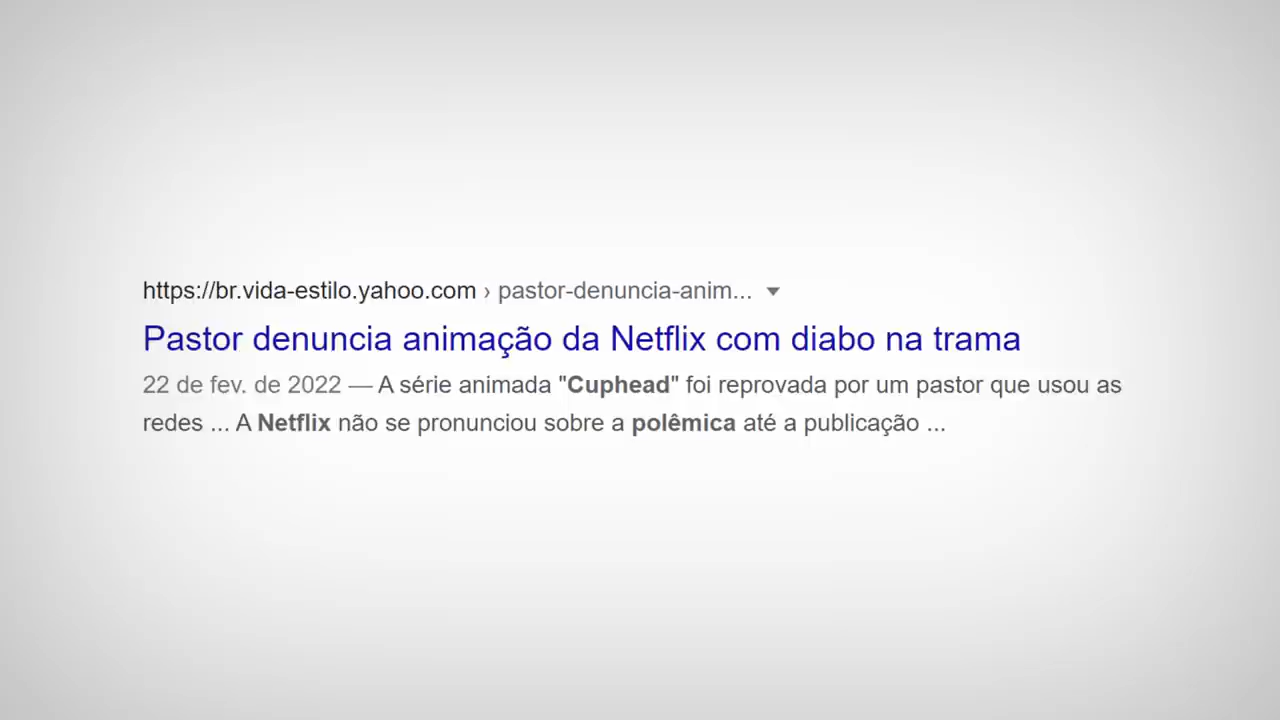 https://br.vida-estilo.yahoo.com › pastor-denuncia-anim...
Pastor denuncia animação da Netflix com diabo na trama
22 de fev. de 2022 — A série animada "Cuphead" foi reprovada por um pastor que usou as
redes ... A Netflix não se pronunciou sobre a polêmica até a publicação ...